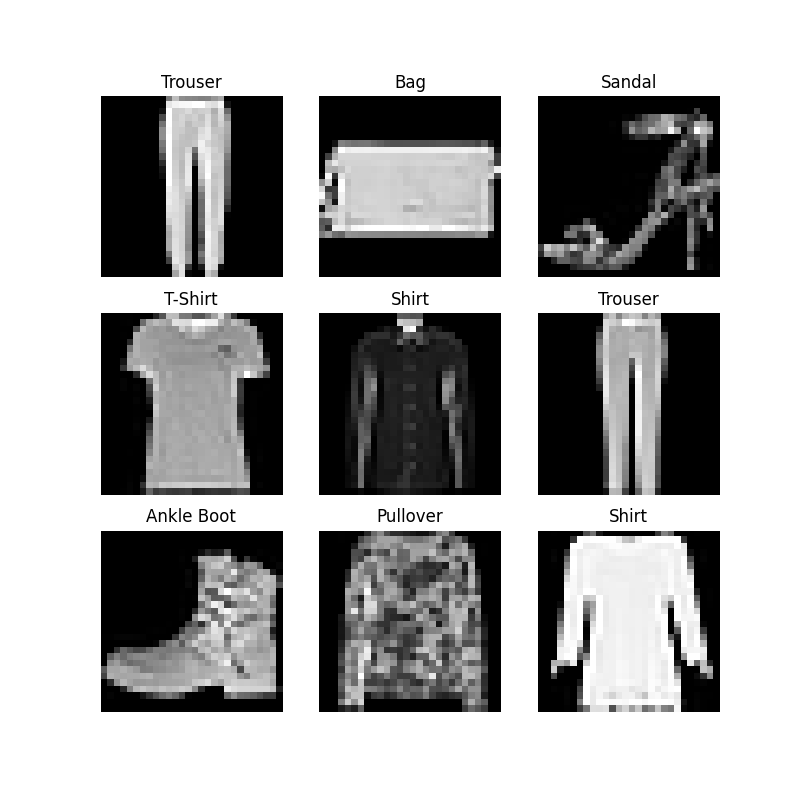 Trouser
Bag
Sandal
T-Shirt
Shirt
Trouser
Ankle Boot
Pullover
Shirt